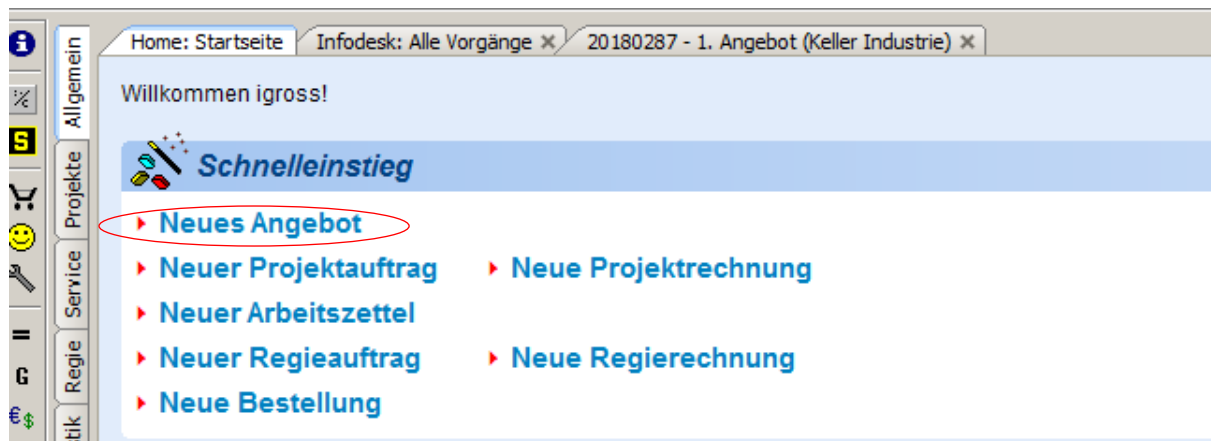 Home: Startseite Infodesk: Alle Vorgänge × 20180287 - 1. Angebot (Keller Industrie) ×
Allgemein
Projekte
Service
Regie
tik
Willkommen igross!
Schnelleinstieg
Neues Angebot
Neuer Projektauftrag Neue Projektrechnung
Neuer Arbeitszettel
Neuer Regieauftrag Neue Regierechnung
Neue Bestellung
S
=
G
€$